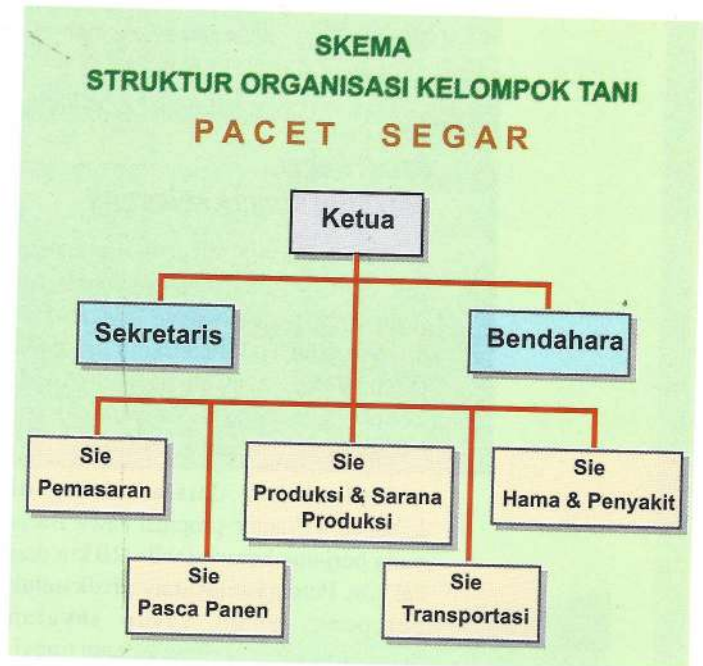 SKEMA
STRUKTUR ORGANISASI KELOMPOK TANI
PACET SEGAR
Ketua
Sekretaris
Bendahara
Sie
Pemasaran
Sie
Produksi & Sarana
Produksi
Sie
Hama & Penyakit
Sie
Pasca Panen
Sie
Transportasi